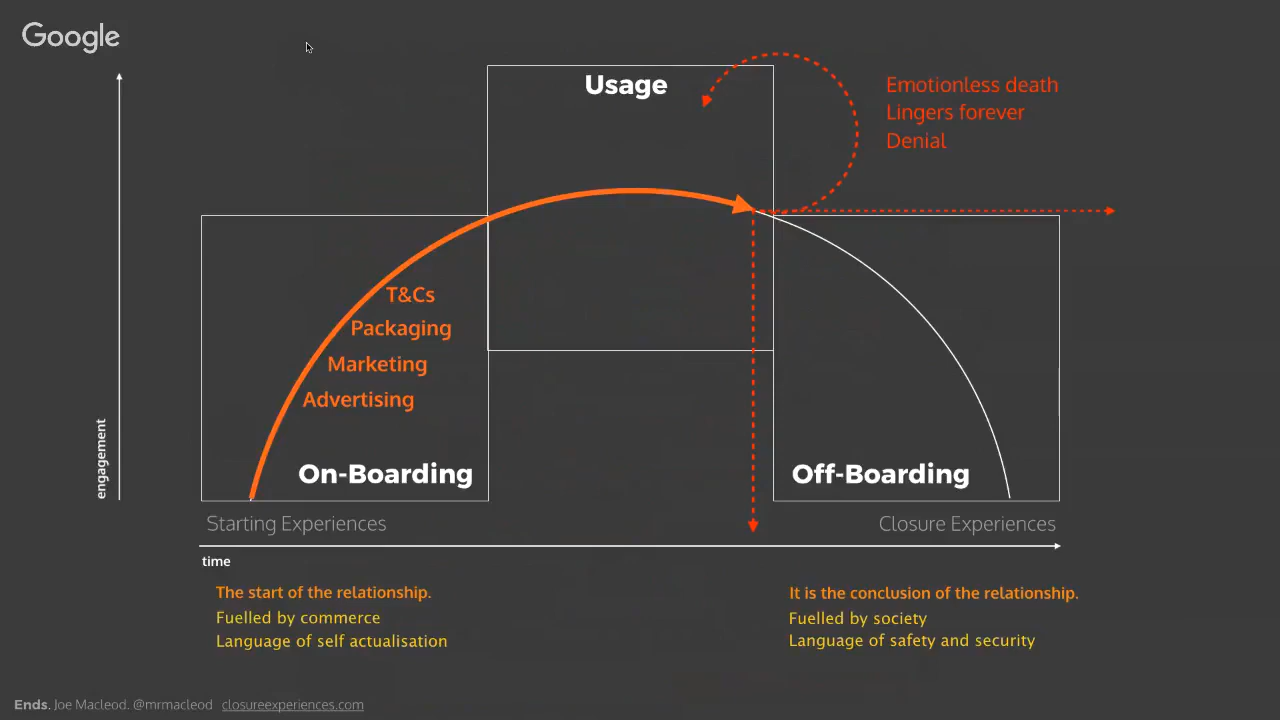 Google
Usage
Emotionless death
Lingers forever
Denial
T&Cs
Packaging
Marketing
Advertising
engagement
On-Boarding
Off-Boarding
Starting Experiences
Closure Experiences
time
The start of the relationship.
Fuelled by commerce
Language of self actualisation
It is the conclusion of the relationship.
Fuelled by society
Language of safety and security
Ends. Joe Macleod. @mrmacleod closureexperiences.com